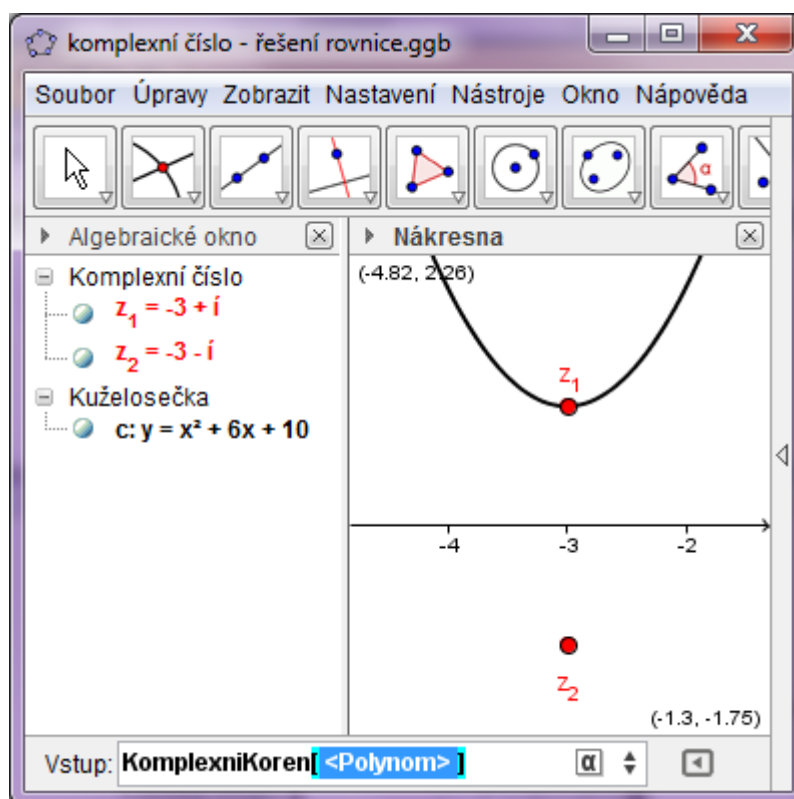 komplexní číslo - řešení rovnice.ggb
Soubor Úpravy Zobrazit Nastavení Nástroje Okno Nápověda
α
Algebraické okno
Nákresna
Komplexní číslo
z₁ = -3 + í
z₂ = -3 - í
Kuželosečka
c: y = x² + 6x + 10
(-4.82, 2.26)
z₁
-4 -3 -2
z₂
(-1.3, -1.75)
Vstup: KomplexniKoren[ <Polynom> ] α